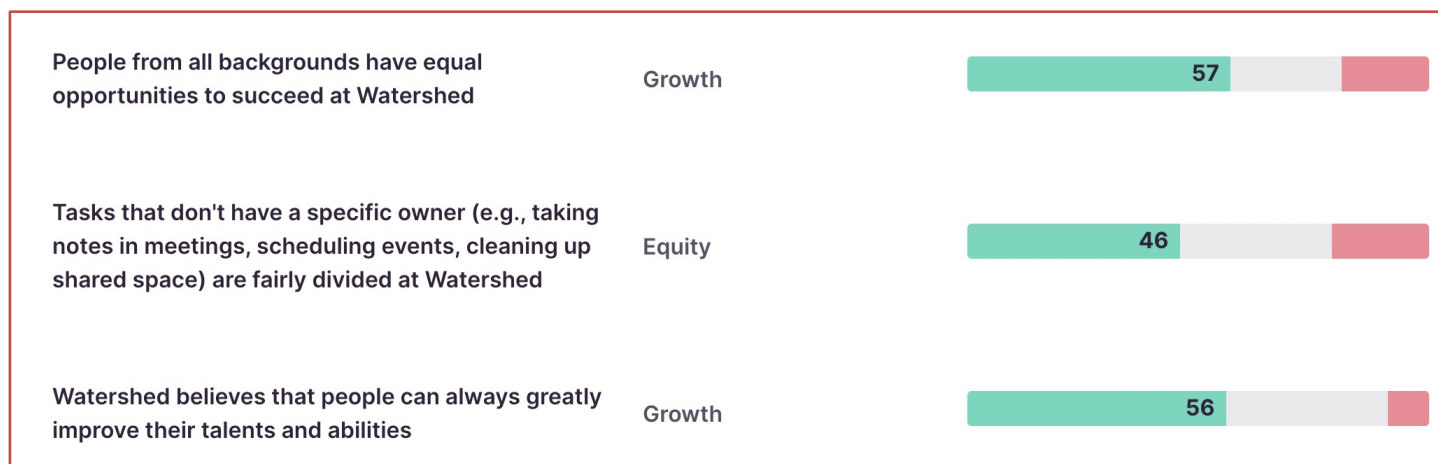 People from all backgrounds have equal
opportunities to succeed at Watershed
Growth
57
Tasks that don't have a specific owner (e.g., taking
notes in meetings, scheduling events, cleaning up
shared space) are fairly divided at Watershed
Equity
46
Watershed believes that people can always greatly
improve their talents and abilities
Growth
56